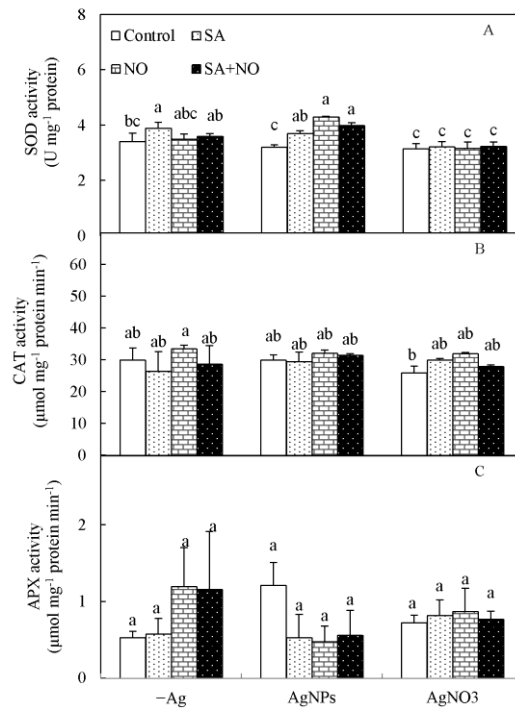 A
Control SA
NO SA+NO
8
6
4
2
0
SOD activity
(U mg⁻¹ protein)
bc a abc ab c ab a a c c c c
B
60
50
40
30
20
10
0
CAT activity
(µmol mg⁻¹ protein min⁻¹)
ab ab a ab ab ab ab ab b ab ab ab
C
2
1
0
APX activity
(µmol mg⁻¹ protein min⁻¹)
a a a a a a a a a a a a
−Ag AgNPs AgNO3